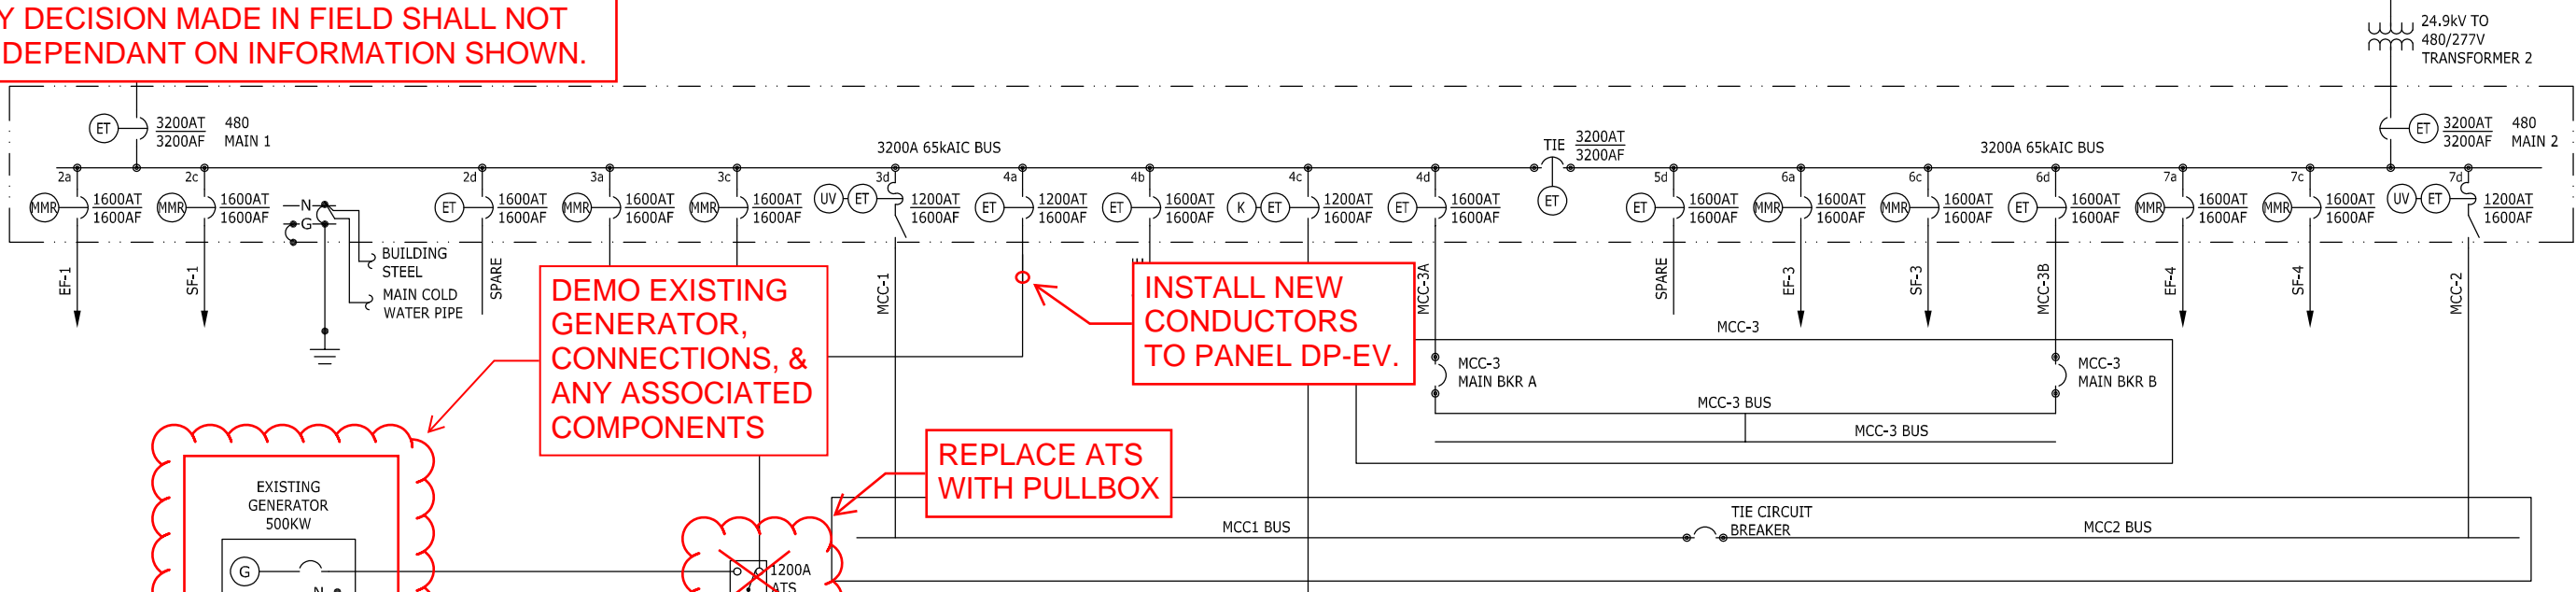 Y DECISION MADE IN FIELD SHALL NOT
DEPENDANT ON INFORMATION SHOWN.
24.9kV TO
480/277V
TRANSFORMER 2
ET
3200AT
3200AF
480
MAIN 1
3200A 65kAIC BUS
TIE
3200AT
3200AF
ET
3200A 65kAIC BUS
ET
3200AT
3200AF
480
MAIN 2
2a
MMR
1600AT
1600AF
EF-1
2c
MMR
1600AT
1600AF
SF-1
N
G
BUILDING
STEEL
MAIN COLD
WATER PIPE
2d
ET
1600AT
1600AF
SPARE
3a
MMR
1600AT
1600AF
3c
MMR
1600AT
1600AF
3d
UV
ET
1200AT
1600AF
MCC-1
4a
ET
1200AT
1600AF
4b
ET
1600AT
1600AF
4c
K
ET
1200AT
1600AF
4d
ET
1600AT
1600AF
MCC-3A
5d
ET
1600AT
1600AF
SPARE
6a
MMR
1600AT
1600AF
EF-3
6c
MMR
1600AT
1600AF
SF-3
6d
ET
1600AT
1600AF
MCC-3B
7a
MMR
1600AT
1600AF
EF-4
7c
MMR
1600AT
1600AF
SF-4
7d
UV
ET
1200AT
1600AF
MCC-2
DEMO EXISTING
GENERATOR,
CONNECTIONS, &
ANY ASSOCIATED
COMPONENTS
INSTALL NEW
CONDUCTORS
TO PANEL DP-EV.
MCC-3
MCC-3
MAIN BKR A
MCC-3
MAIN BKR B
MCC-3 BUS
MCC-3 BUS
REPLACE ATS
WITH PULLBOX
EXISTING
GENERATOR
500KW
G
N
1200A
ATS
MCC1 BUS
TIE CIRCUIT
BREAKER
MCC2 BUS